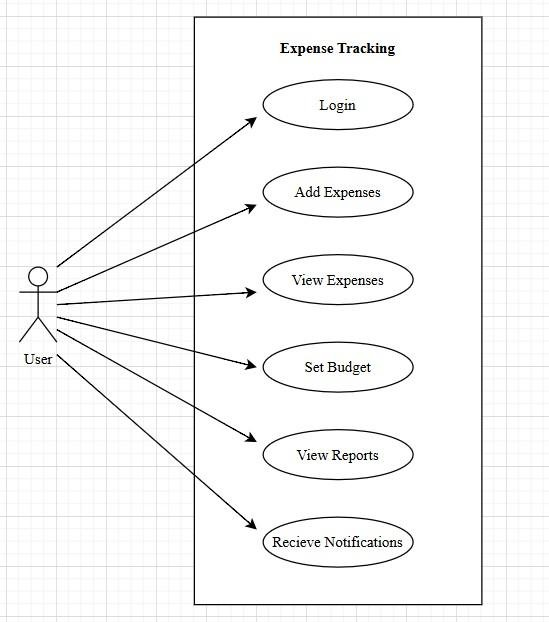 Expense Tracking
Login
Add Expenses
View Expenses
Set Budget
User
View Reports
Recieve Notifications